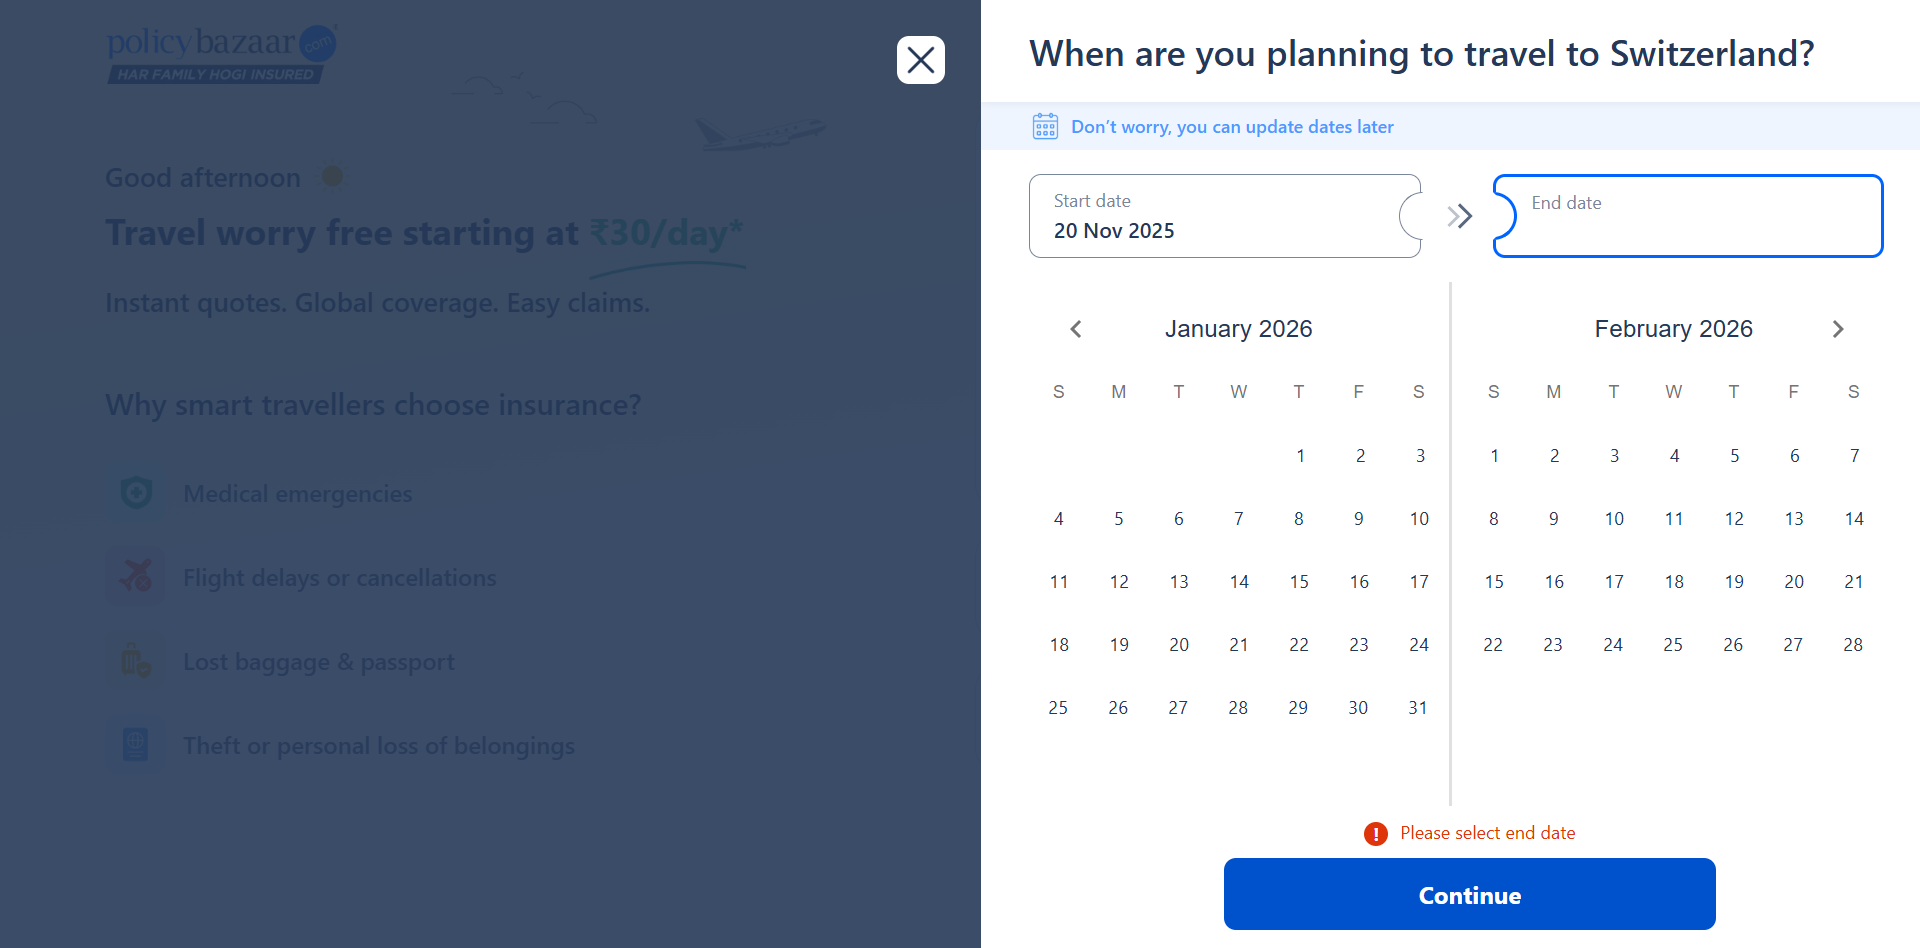 policybazaar com
HAR FAMILY HOGI INSURED
Good afternoon
Travel worry free starting at ₹30/day*
Instant quotes. Global coverage. Easy claims.
Why smart travellers choose insurance?
Medical emergencies
Flight delays or cancellations
Lost baggage & passport
Theft or personal loss of belongings
When are you planning to travel to Switzerland?
Don't worry, you can update dates later
Start date
20 Nov 2025
End date
January 2026
S M T W T F S
1 2 3
4 5 6 7 8 9 10
11 12 13 14 15 16 17
18 19 20 21 22 23 24
25 26 27 28 29 30 31
February 2026
S M T W T F S
1 2 3 4 5 6 7
8 9 10 11 12 13 14
15 16 17 18 19 20 21
22 23 24 25 26 27 28
Please select end date
Continue